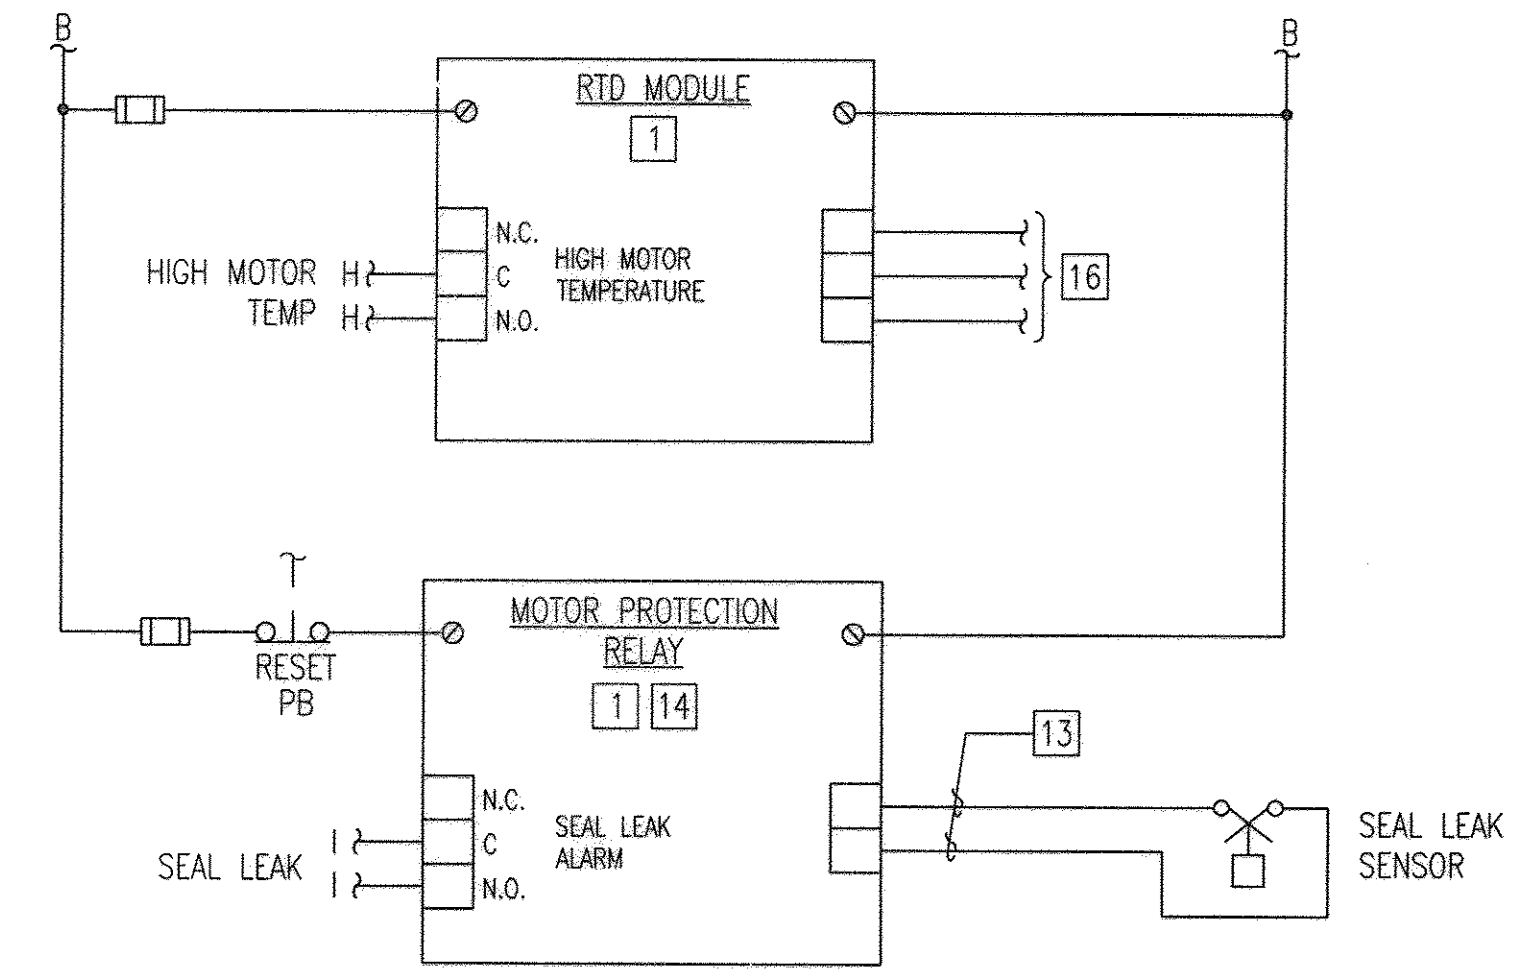 B
B
RTD MODULE
1
N.C.
HIGH MOTOR H
C
HIGH MOTOR
TEMPERATURE
16
TEMP H
N.O.
MOTOR PROTECTION
RELAY
RESET
PB
1 14
13
N.C.
SEAL LEAK
ALARM
I
C
SEAL LEAK
I
N.O.
SEAL LEAK
SENSOR